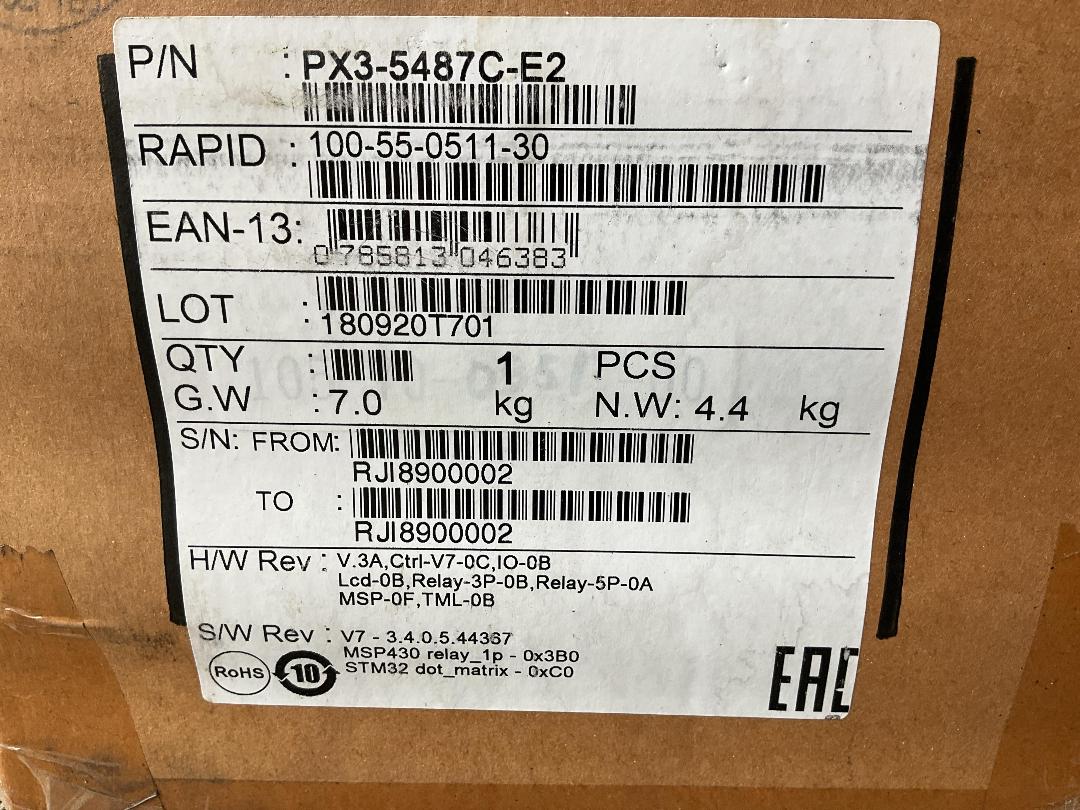 P/N : PX3-5487C-E2
RAPID : 100-55-0511-30
EAN-13:
0 785813 046383
LOT :
180920T701
QTY : 1 PCS
G.W : 7.0 kg N.W: 4.4 kg
S/N: FROM:
RJI8900002
TO :
RJI8900002
H/W Rev : V.3A,Ctrl-V7-0C,IO-0B
Lcd-0B,Relay-3P-0B,Relay-5P-0A
MSP-0F,TML-0B
S/W Rev : V7 - 3.4.0.5.44367
MSP430 relay_1p - 0x3B0
STM32 dot_matrix - 0xC0
RoHS 10
EAC